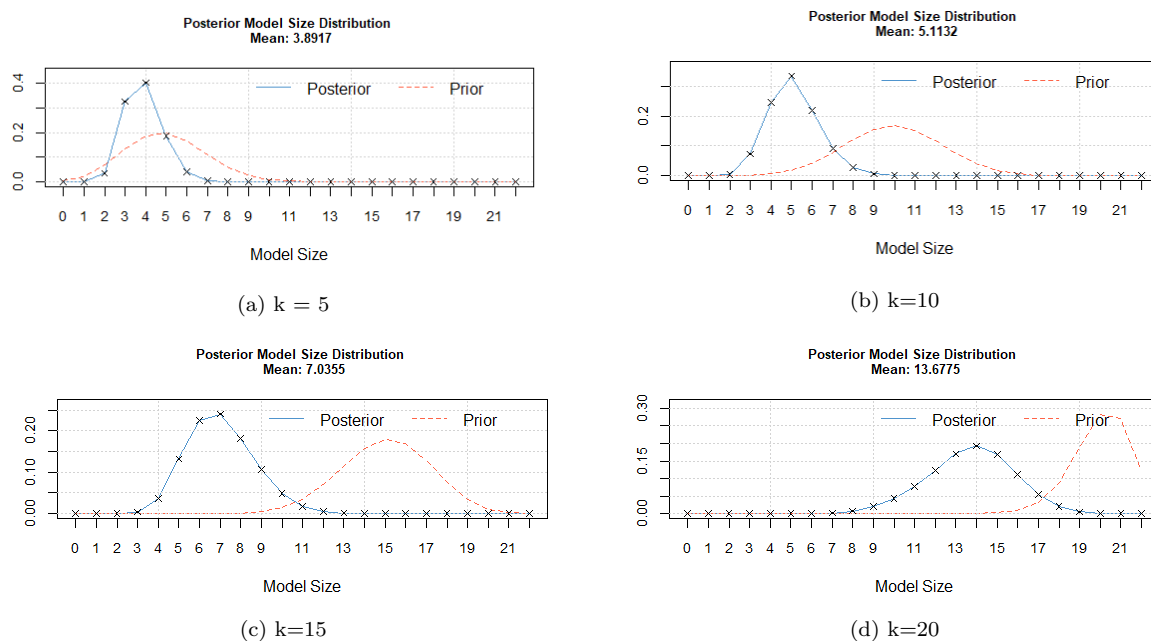 Posterior Model Size Distribution
Mean: 3.8917
0.0 0.2 0.4
Posterior Prior
0 1 2 3 4 5 6 7 8 9 11 13 15 17 19 21
Model Size
(a) k = 5
Posterior Model Size Distribution
Mean: 5.1132
0.0 0.2
Posterior Prior
0 1 2 3 4 5 6 7 8 9 11 13 15 17 19 21
Model Size
(b) k=10
Posterior Model Size Distribution
Mean: 7.0355
0.00 0.10 0.20
Posterior Prior
0 1 2 3 4 5 6 7 8 9 11 13 15 17 19 21
Model Size
(c) k=15
Posterior Model Size Distribution
Mean: 13.6775
0.00 0.15 0.30
Posterior Prior
0 1 2 3 4 5 6 7 8 9 11 13 15 17 19 21
Model Size
(d) k=20